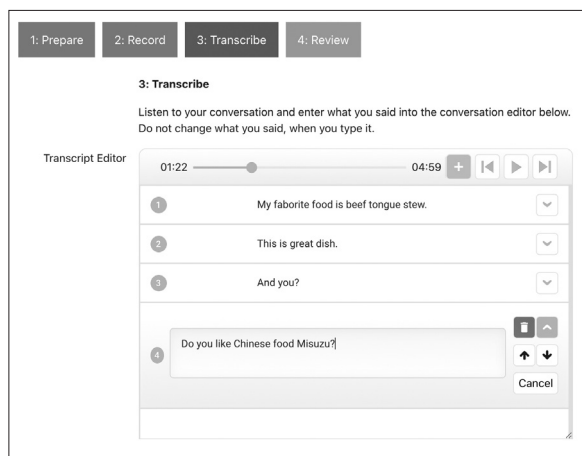 1: Prepare
2: Record
3: Transcribe
4: Review
3: Transcribe
Listen to your conversation and enter what you said into the conversation editor below.
Do not change what you said, when you type it.
Transcript Editor
01:22
04:59
1 My faborite food is beef tongue stew.
2 This is great dish.
3 And you?
4 Do you like Chinese food Misuzu?
Cancel